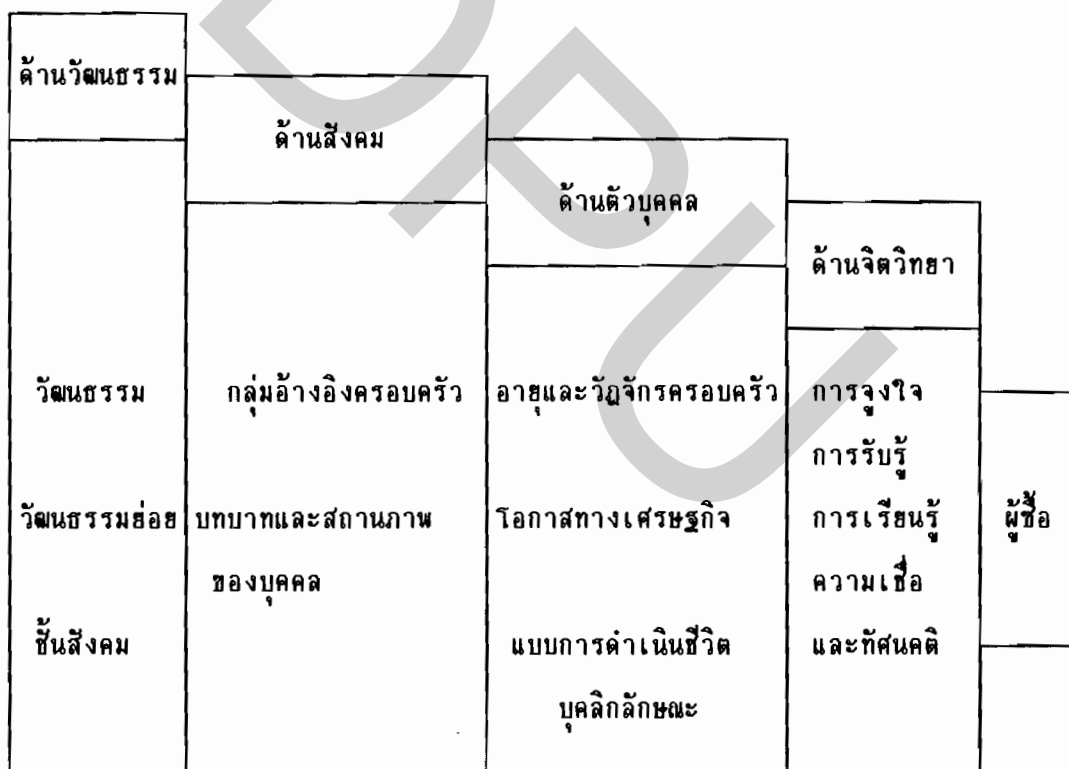 ด้านวัฒนธรรม
ด้านสังคม
ด้านตัวบุคคล
ด้านจิตวิทยา
วัฒนธรรม
วัฒนธรรมย่อย
ชั้นสังคม
กลุ่มอ้างอิงครอบครัว
บทบาทและสถานภาพ
ของบุคคล
อายุและวัฎจักรครอบครัว
โอกาสทางเศรษฐกิจ
แบบการดำเนินชีวิต
บุคลิกลักษณะ
การจูงใจ
การรับรู้
การเรียนรู้
ความเชื่อ
และทัศนคติ
ผู้ซื้อ
DPU